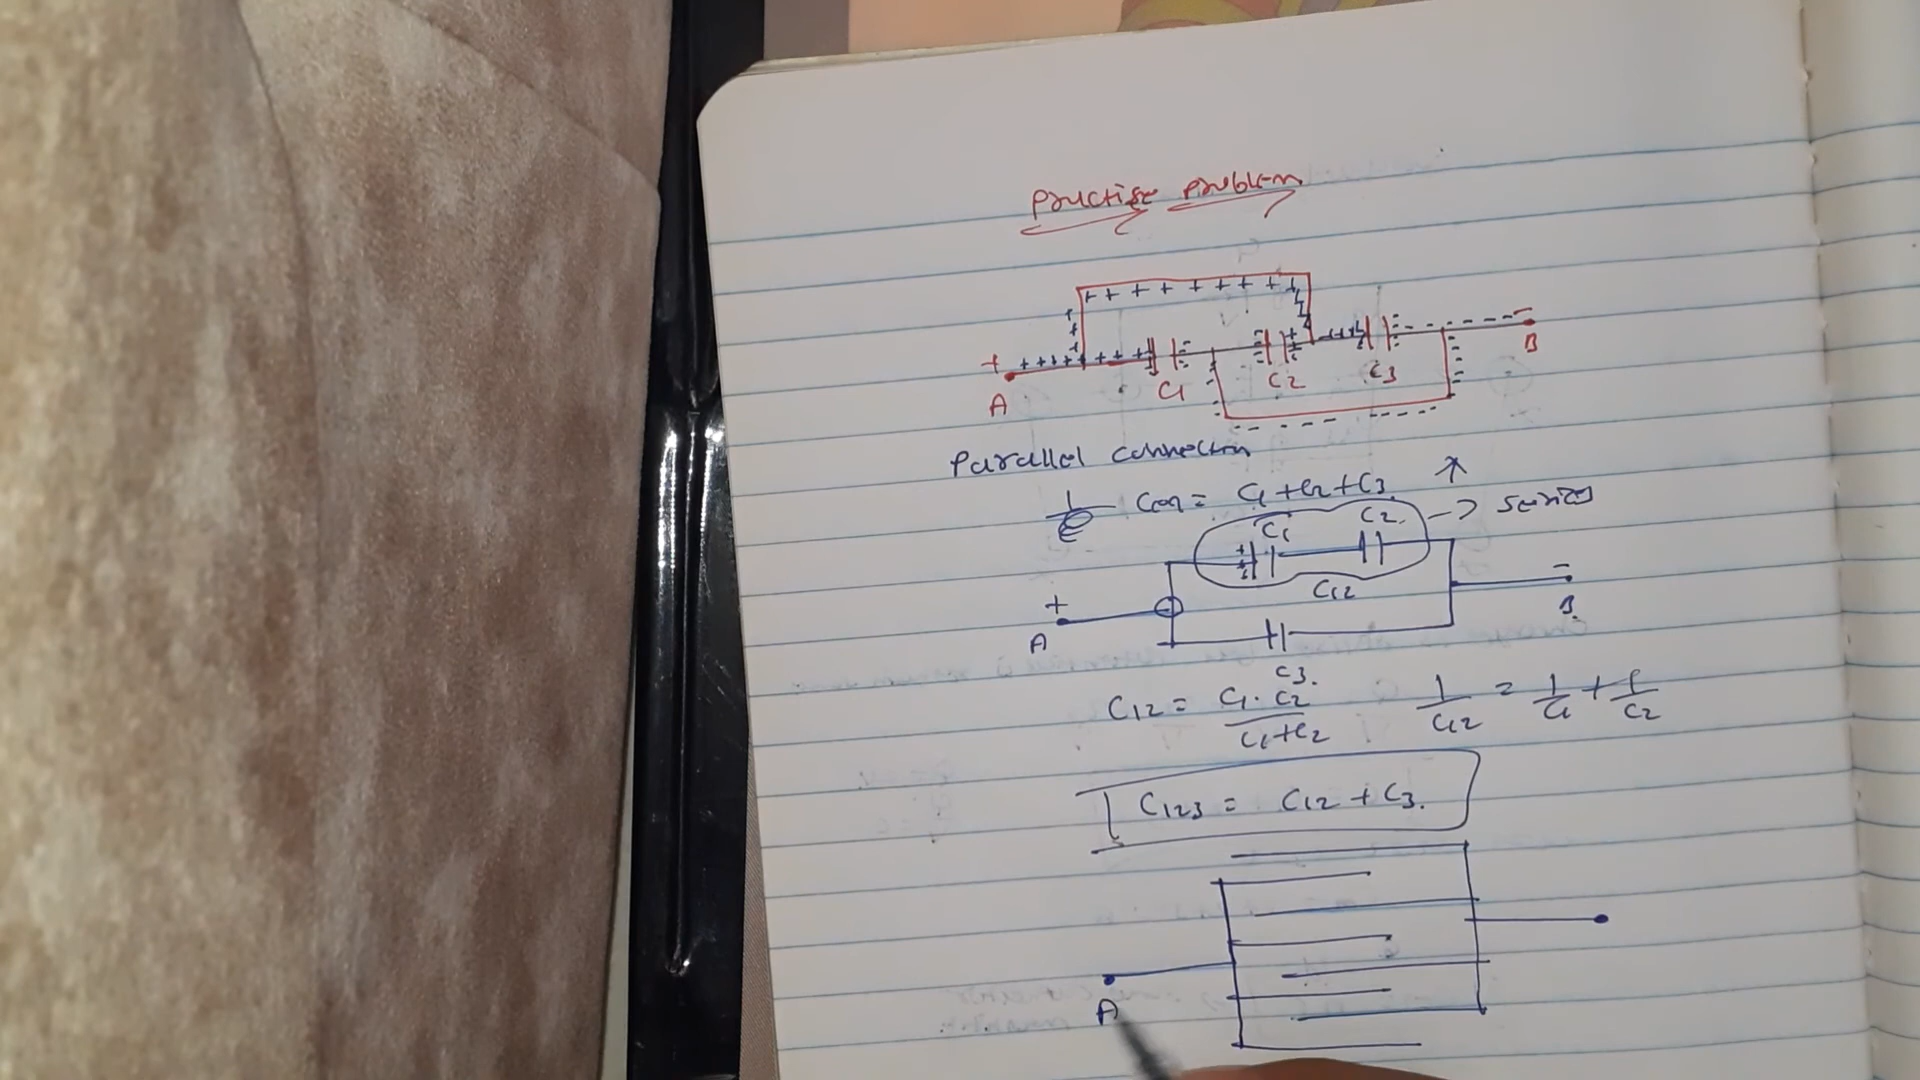 Practise Problem
+ + + + + + + + +
+ + + + + + + + + - - - + + - - - - - -
A C1 C2 C3 B
- - - - - - -
Parallel Connection
Ceq = C1 + C2 + C3
C1 C2 -> series
C12
+ -
A B
C3.
C12 = C1 . C2 / C1 + C2 1/C12 = 1/C1 + 1/C2
C123 = C12 + C3.
A